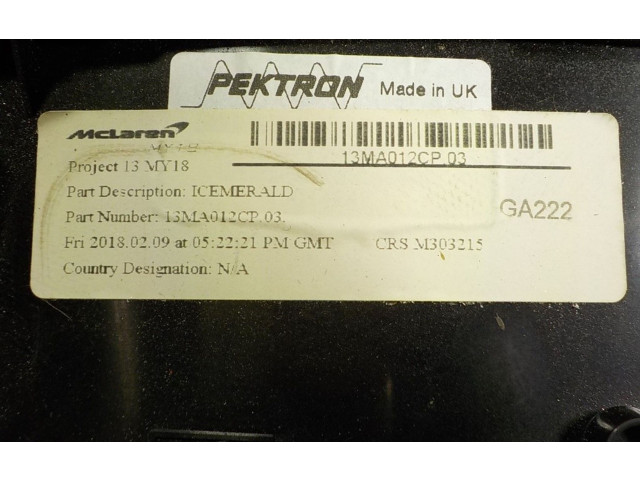 PEKTRON Made in UK
McLaren
MY18
Project 13 MY18
13MA012CP.03
Part Description: ICEMERALD
Part Number: 13MA012CP.03.
GA222
Fri 2018.02.09 at 05:22:21 PM GMT CRS M303215
Country Designation: N/A